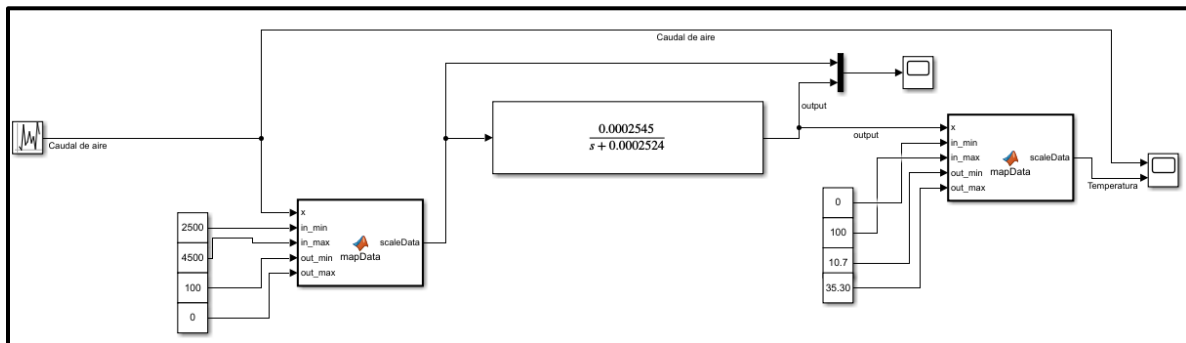 Caudal de aire
Caudal de aire
2500
4500
100
0
x
in_min
in_max
out_min
out_max
scaleData
mapData
0.0002545
s + 0.0002524
output
output
0
100
10.7
35.30
x
in_min
in_max
out_min
out_max
scaleData
mapData
Temperatura